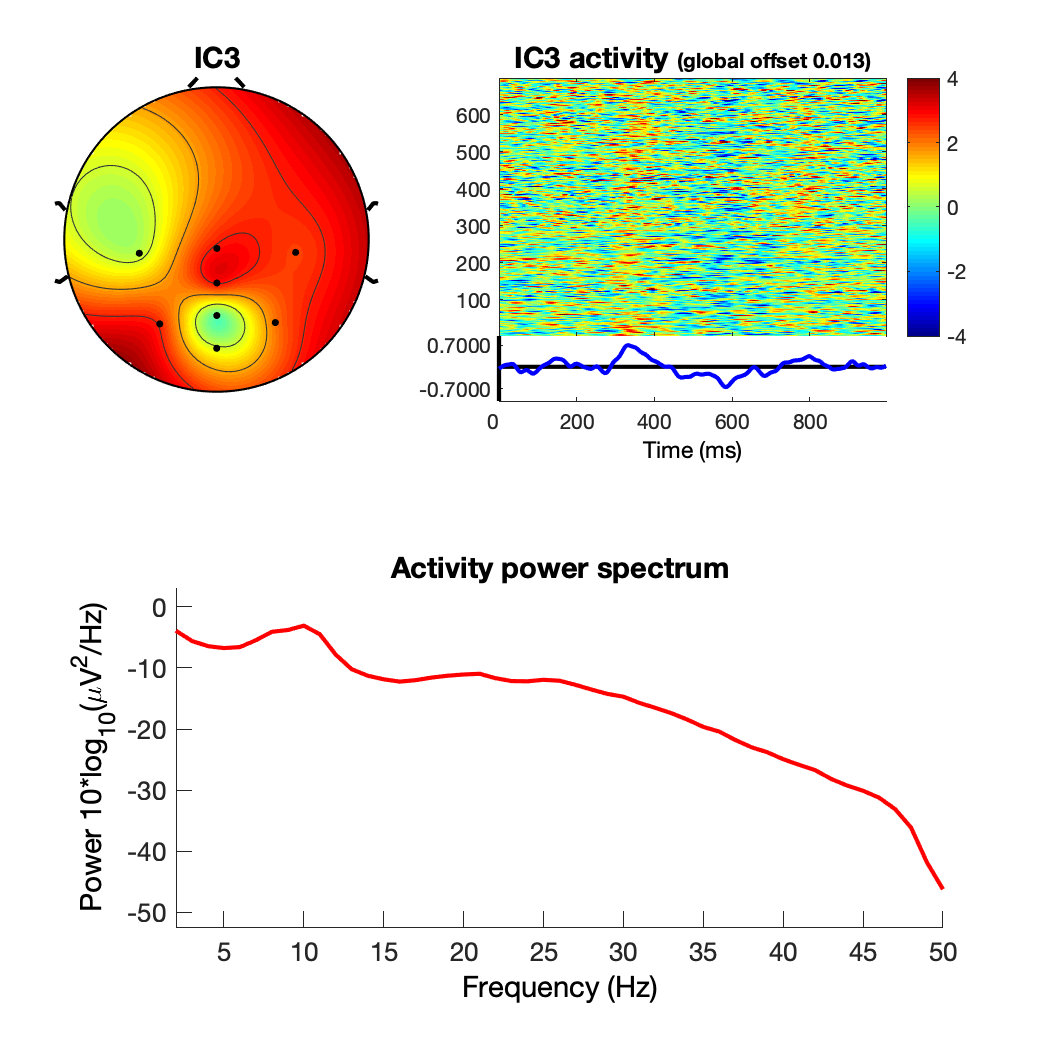 IC3
IC3 activity (global offset 0.013)
600
500
400
300
200
100
4
2
0
-2
-4
0.7000
-0.7000
0 200 400 600 800
Time (ms)
Activity power spectrum
0
-10
-20
-30
-40
-50
Power 10*log10(μV2/Hz)
5 10 15 20 25 30 35 40 45 50
Frequency (Hz)